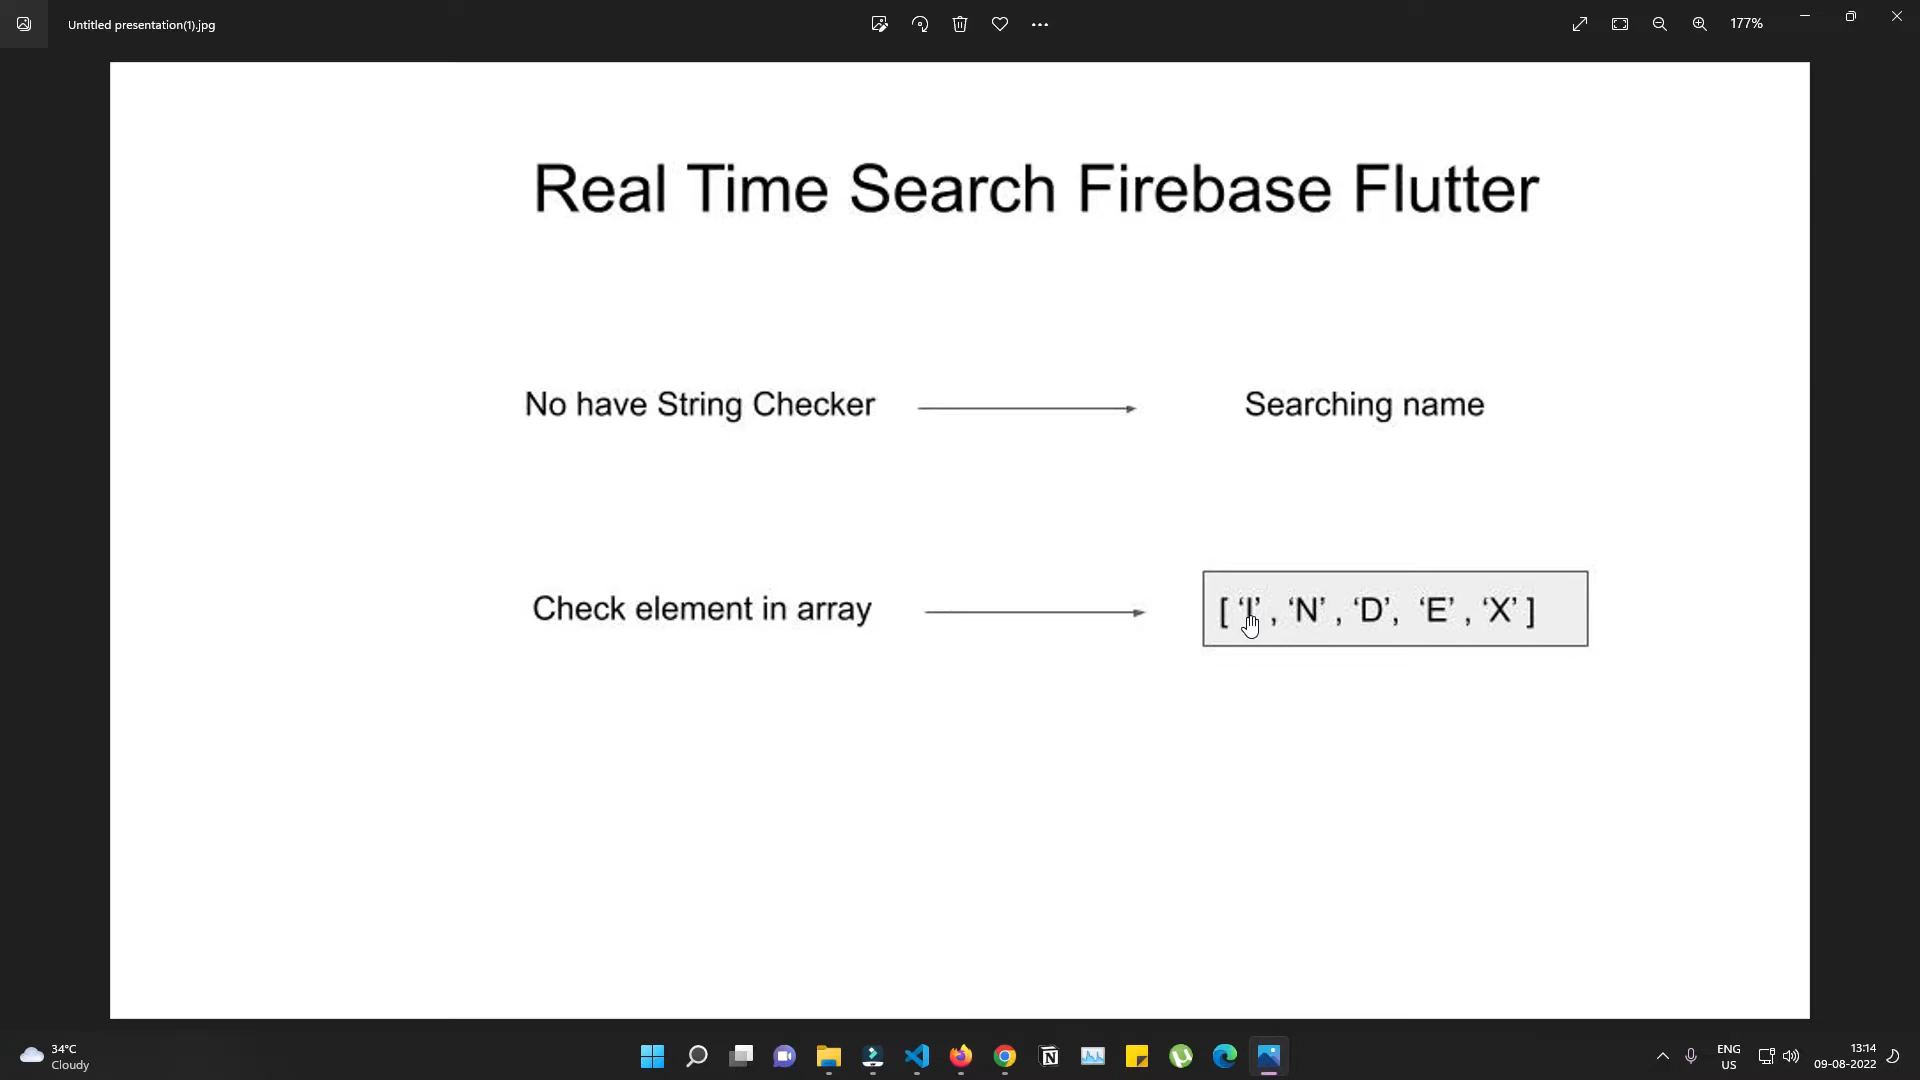 Untitled presentation(1).jpg
177%
Real Time Search Firebase Flutter
No have String Checker
Searching name
Check element in array
[ ‘I’ , ‘N’ , ‘D’, ‘E’ , ‘X’ ]
34°C
Cloudy
ENG
US
13:14
09-08-2022